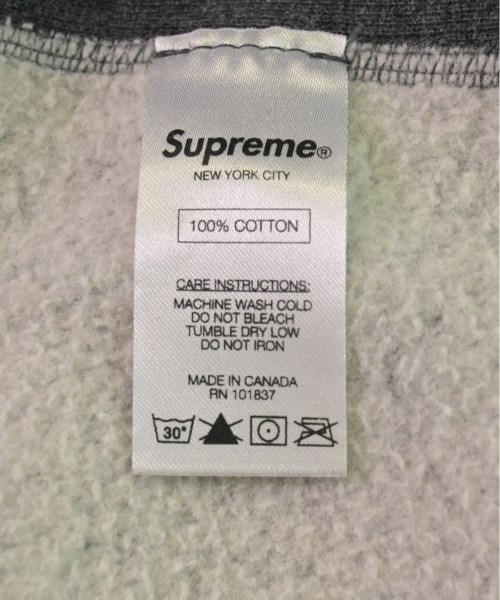 Supreme®
NEW YORK CITY
100% COTTON
CARE INSTRUCTIONS:
MACHINE WASH COLD
DO NOT BLEACH
TUMBLE DRY LOW
DO NOT IRON
MADE IN CANADA
RN 101837
30°